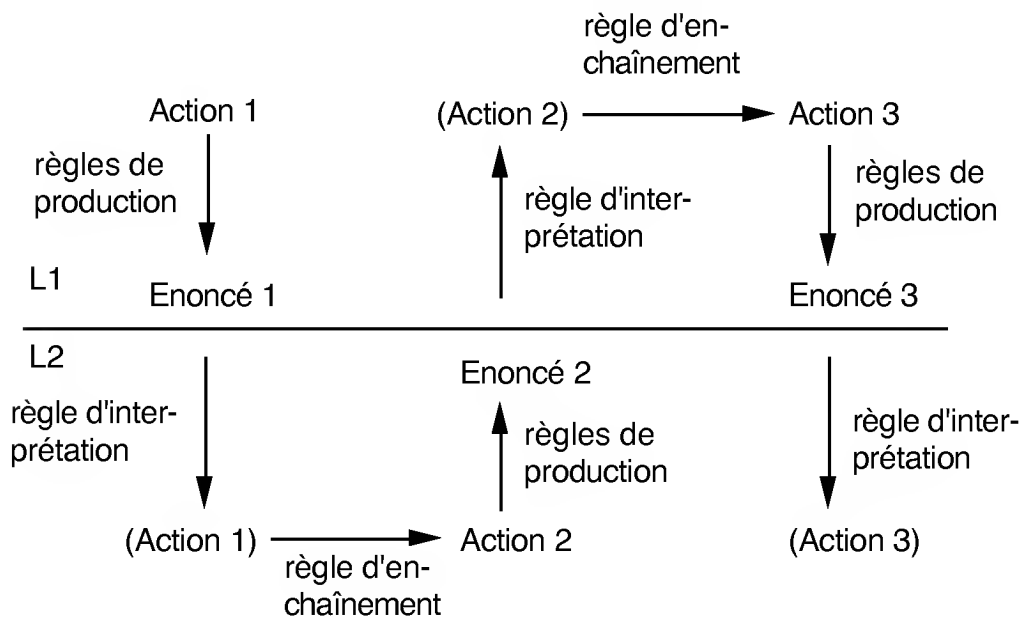 règle d'en-
chaînement
Action 1
(Action 2)
Action 3
règles de
production
règle d'inter-
prétation
règles de
production
L1
Enoncé 1
Enoncé 3
L2
Enoncé 2
règle d'inter-
prétation
règles de
production
règle d'inter-
prétation
(Action 1)
Action 2
(Action 3)
règle d'en-
chaînement